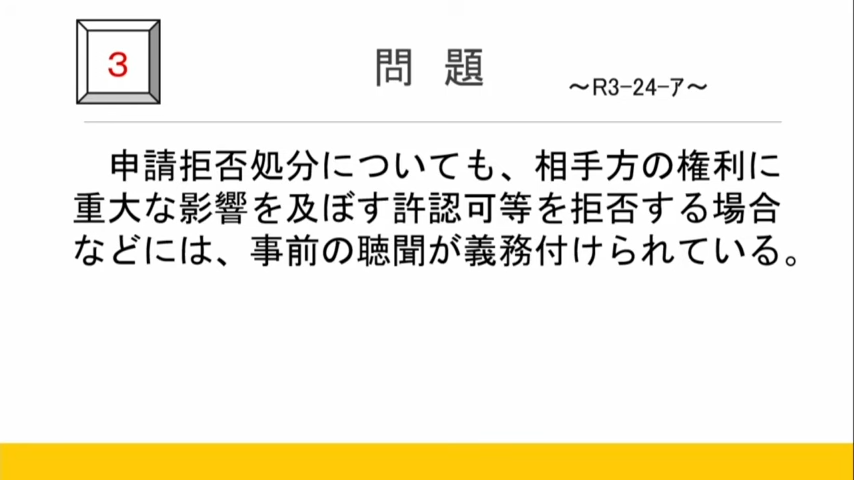 3
問 題
～R3-24-ｱ～
申請拒否処分についても、相手方の権利に
重大な影響を及ぼす許認可等を拒否する場合
などには、事前の聴聞が義務付けられている。